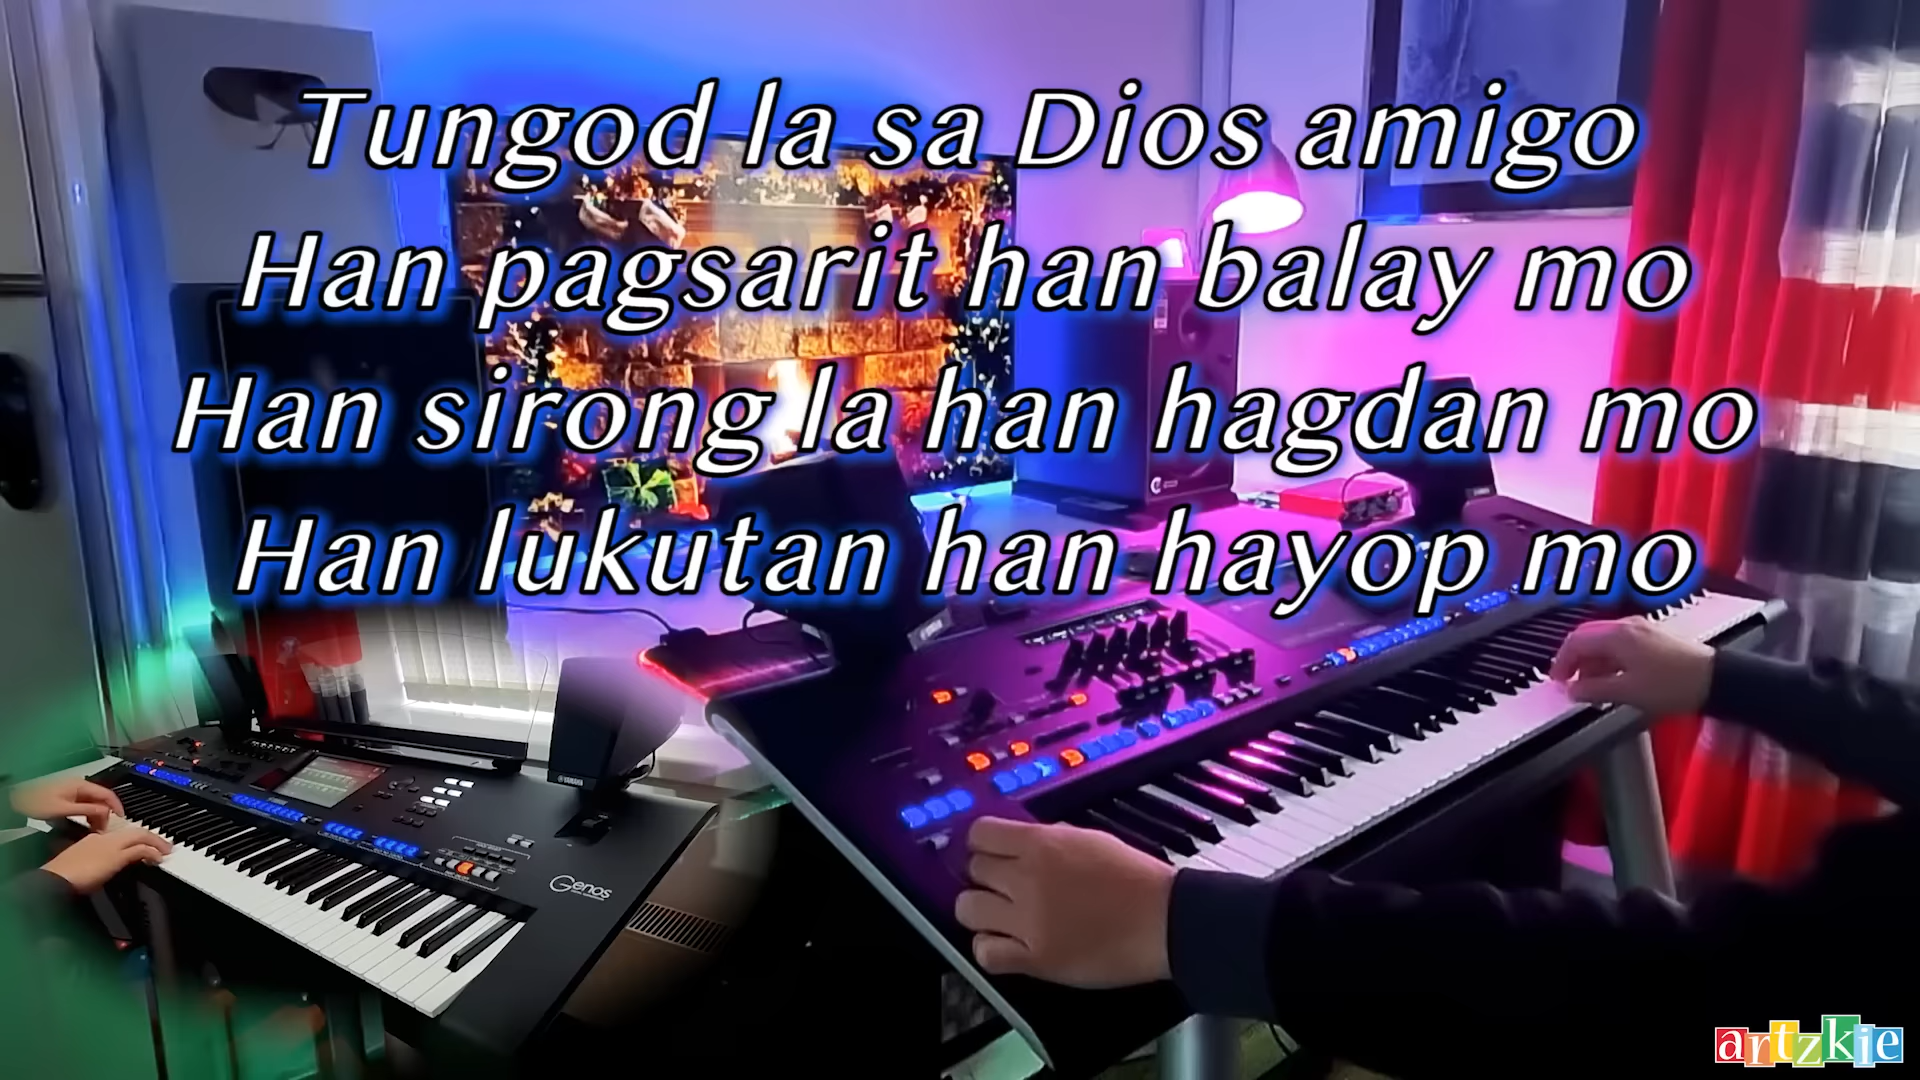 Tungod la sa Dios amigo
Han pagsarit han balay mo
Han sirong la han hagdan mo
Han lukutan han hayop mo
Genos
YAMAHA
artzkie